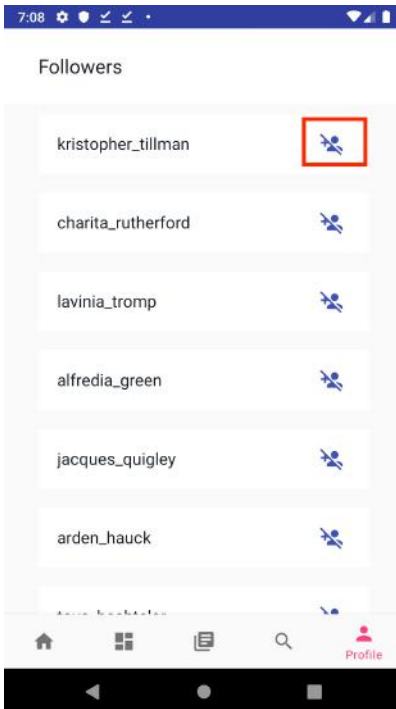 7:08
Followers
kristopher_tillman
charita_rutherford
lavinia_tromp
alfredia_green
jacques_quigley
arden_hauck
Profile